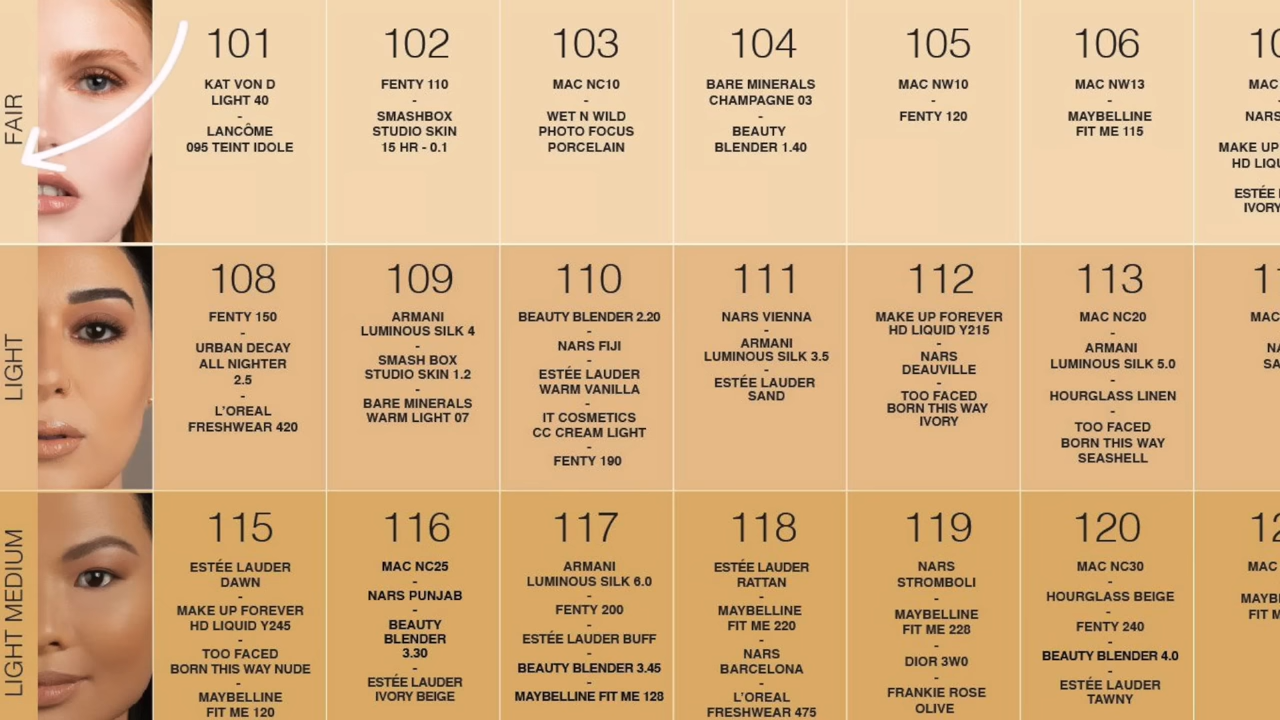 FAIR
101
KAT VON D
LIGHT 40
-
LANCÔME
095 TEINT IDOLE
102
FENTY 110
-
SMASHBOX
STUDIO SKIN
15 HR - 0.1
103
MAC NC10
-
WET N WILD
PHOTO FOCUS
PORCELAIN
104
BARE MINERALS
CHAMPAGNE 03
-
BEAUTY
BLENDER 1.40
105
MAC NW10
-
FENTY 120
106
MAC NW13
-
MAYBELLINE
FIT ME 115
10
MAC
NARS
MAKE UP
HD LIQU
ESTÉE
IVORY
LIGHT
108
FENTY 150
-
URBAN DECAY
ALL NIGHTER
2.5
-
L'OREAL
FRESHWEAR 420
109
ARMANI
LUMINOUS SILK 4
-
SMASH BOX
STUDIO SKIN 1.2
-
BARE MINERALS
WARM LIGHT 07
110
BEAUTY BLENDER 2.20
-
NARS FIJI
-
ESTÉE LAUDER
WARM VANILLA
-
IT COSMETICS
CC CREAM LIGHT
-
FENTY 190
111
NARS VIENNA
-
ARMANI
LUMINOUS SILK 3.5
-
ESTÉE LAUDER
SAND
112
MAKE UP FOREVER
HD LIQUID Y215
-
NARS
DEAUVILLE
-
TOO FACED
BORN THIS WAY
IVORY
113
MAC NC20
-
ARMANI
LUMINOUS SILK 5.0
-
HOURGLASS LINEN
-
TOO FACED
BORN THIS WAY
SEASHELL
11
MAC
NA
SA
LIGHT MEDIUM
115
ESTÉE LAUDER
DAWN
-
MAKE UP FOREVER
HD LIQUID Y245
-
TOO FACED
BORN THIS WAY NUDE
-
MAYBELLINE
FIT ME 120
116
MAC NC25
-
NARS PUNJAB
-
BEAUTY
BLENDER
3.30
-
ESTÉE LAUDER
IVORY BEIGE
117
ARMANI
LUMINOUS SILK 6.0
-
FENTY 200
-
ESTÉE LAUDER BUFF
-
BEAUTY BLENDER 3.45
-
MAYBELLINE FIT ME 128
118
ESTÉE LAUDER
RATTAN
-
MAYBELLINE
FIT ME 220
-
NARS
BARCELONA
-
L'OREAL
FRESHWEAR 475
119
NARS
STROMBOLI
-
MAYBELLINE
FIT ME 228
-
DIOR 3W0
-
FRANKIE ROSE
OLIVE
120
MAC NC30
-
HOURGLASS BEIGE
-
FENTY 240
-
BEAUTY BLENDER 4.0
-
ESTÉE LAUDER
TAWNY
12
MAC
MAYB
FIT M